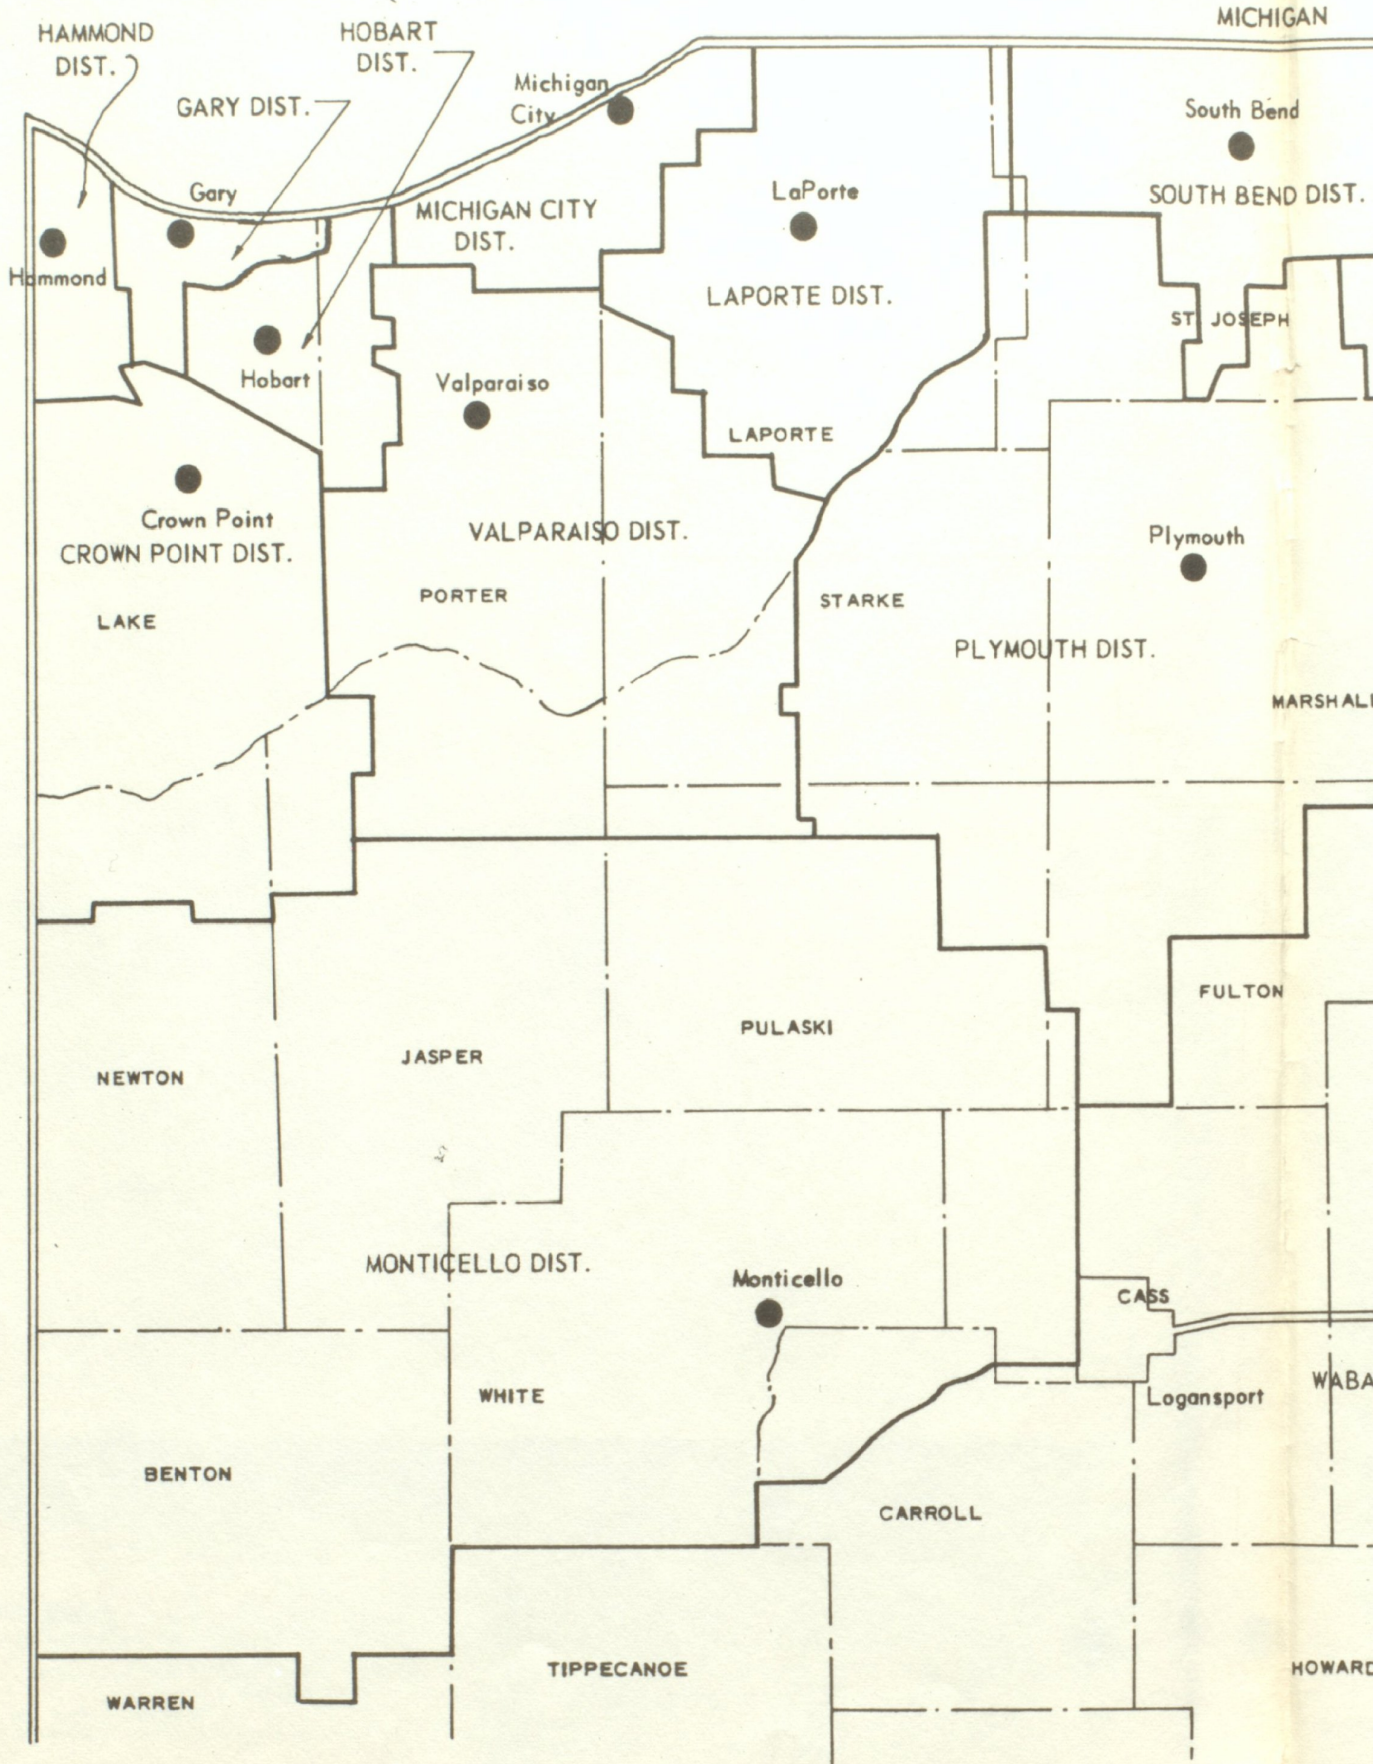 MICHIGAN
HAMMOND
DIST.
HOBART
DIST.
GARY DIST.
Michigan
City
South Bend
Gary
LaPorte
SOUTH BEND DIST.
MICHIGAN CITY
DIST.
Hammond
LAPORTE DIST.
ST JOSEPH
Hobart
Valparaiso
LAPORTE
Crown Point
CROWN POINT DIST.
VALPARAISO DIST.
Plymouth
PORTER
STARKE
LAKE
PLYMOUTH DIST.
MARSHALL
FULTON
PULASKI
JASPER
NEWTON
MONTICELLO DIST.
Monticello
CASS
WHITE
Logansport
WABA
BENTON
CARROLL
TIPPECANOE
HOWARD
WARREN